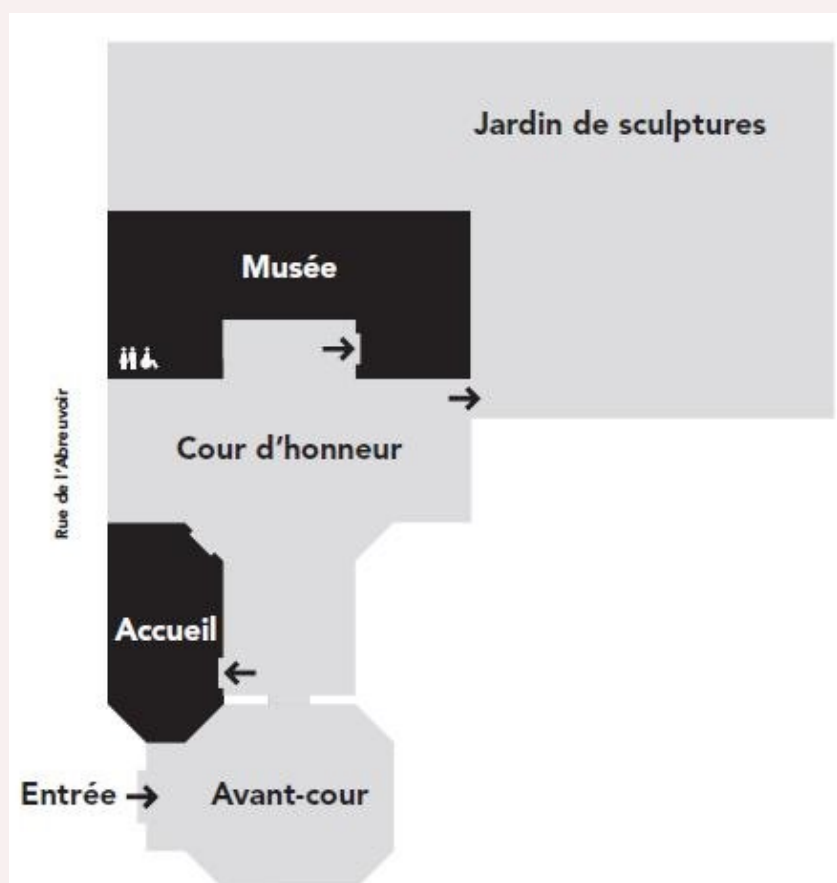 Jardin de sculptures
Musée
Rue de l'Abreuvoir
Cour d'honneur
Accueil
Entrée
Avant-cour